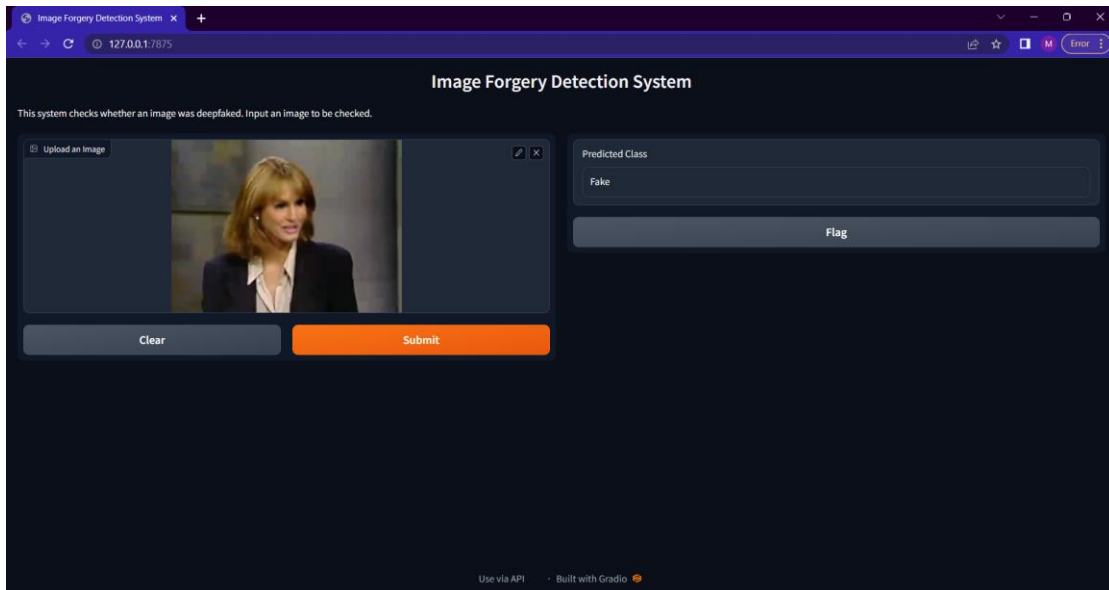 Image Forgery Detection System
127.0.0.1:7875
M
Error
Image Forgery Detection System
This system checks whether an image was deepfaked. Input an image to be checked.
Upload an Image
Clear
Submit
Predicted Class
Fake
Flag
Use via API · Built with Gradio